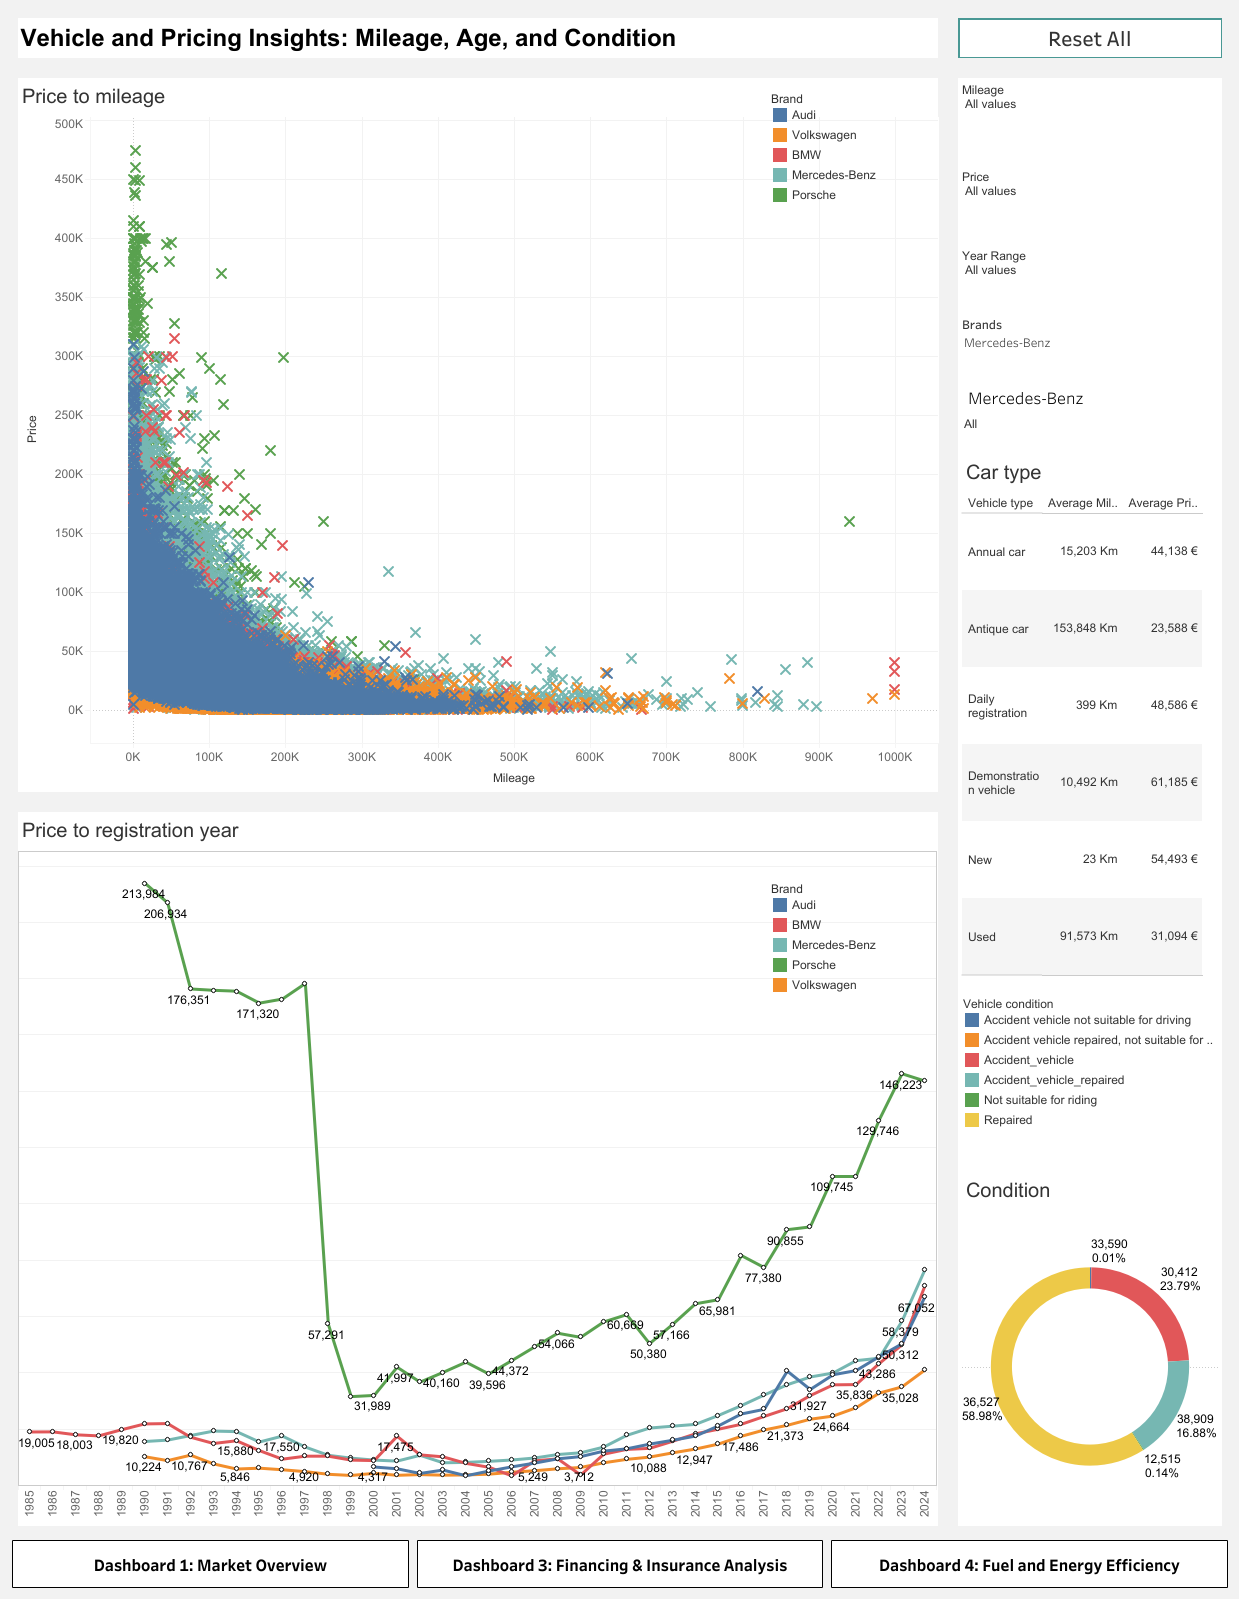 Vehicle and Pricing Insights: Mileage, Age, and Condition
Reset All
Price to mileage
Brand
Audi
Volkswagen
BMW
Mercedes-Benz
Porsche
500K
450K
400K
350K
300K
250K
200K
150K
100K
50K
0K
Price
0K 100K 200K 300K 400K 500K 600K 700K 800K 900K 1000K
Mileage
Price to registration year
Brand
Audi
BMW
Mercedes-Benz
Porsche
Volkswagen
213,984
206,934
176,351
171,320
57,291
31,989
41,997
40,160
39,596
44,372
54,066
60,669
50,380
57,166
65,981
77,380
90,855
109,745
129,746
146,223
19,005
18,003
19,820
10,224
10,767
15,880
5,846
17,550
4,920
4,317
17,475
5,249
3,712
10,088
12,947
17,486
21,373
31,927
24,664
35,836
43,286
35,028
50,312
58,379
67,052
1985 1986 1987 1988 1989 1990 1991 1992 1993 1994 1995 1996 1997 1998 1999 2000 2001 2002 2003 2004 2005 2006 2007 2008 2009 2010 2011 2012 2013 2014 2015 2016 2017 2018 2019 2020 2021 2022 2023 2024
Mileage
All values
Price
All values
Year Range
All values
Brands
Mercedes-Benz
Mercedes-Benz
All
Car type
Vehicle type Average Mil.. Average Pri..
Annual car 15,203 Km 44,138 €
Antique car 153,848 Km 23,588 €
Daily registration 399 Km 48,586 €
Demonstratio
n vehicle 10,492 Km 61,185 €
New 23 Km 54,493 €
Used 91,573 Km 31,094 €
Vehicle condition
Accident vehicle not suitable for driving
Accident vehicle repaired, not suitable for ..
Accident_vehicle
Accident_vehicle_repaired
Not suitable for riding
Repaired
Condition
33,590
0.01%
30,412
23.79%
36,527
58.98%
38,909
16.88%
12,515
0.14%
Dashboard 1: Market Overview
Dashboard 3: Financing & Insurance Analysis
Dashboard 4: Fuel and Energy Efficiency